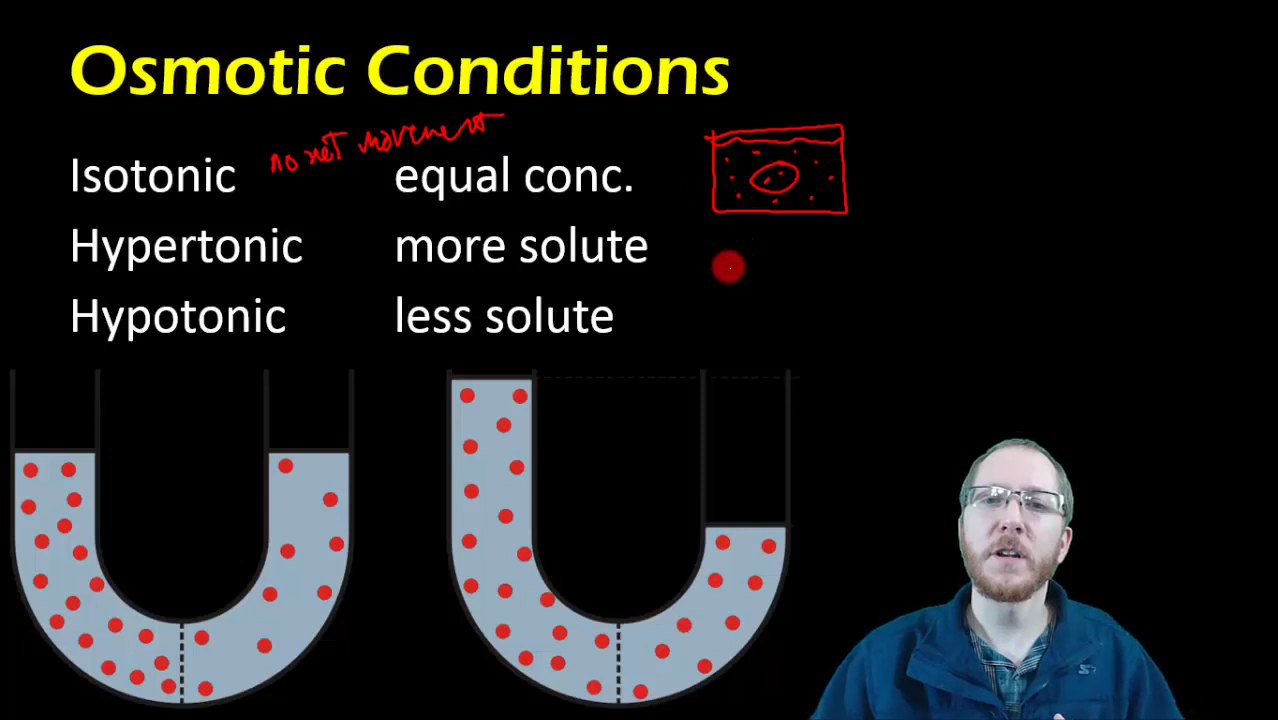 Osmotic Conditions
no net movement
Isotonic equal conc.
Hypertonic more solute
Hypotonic less solute